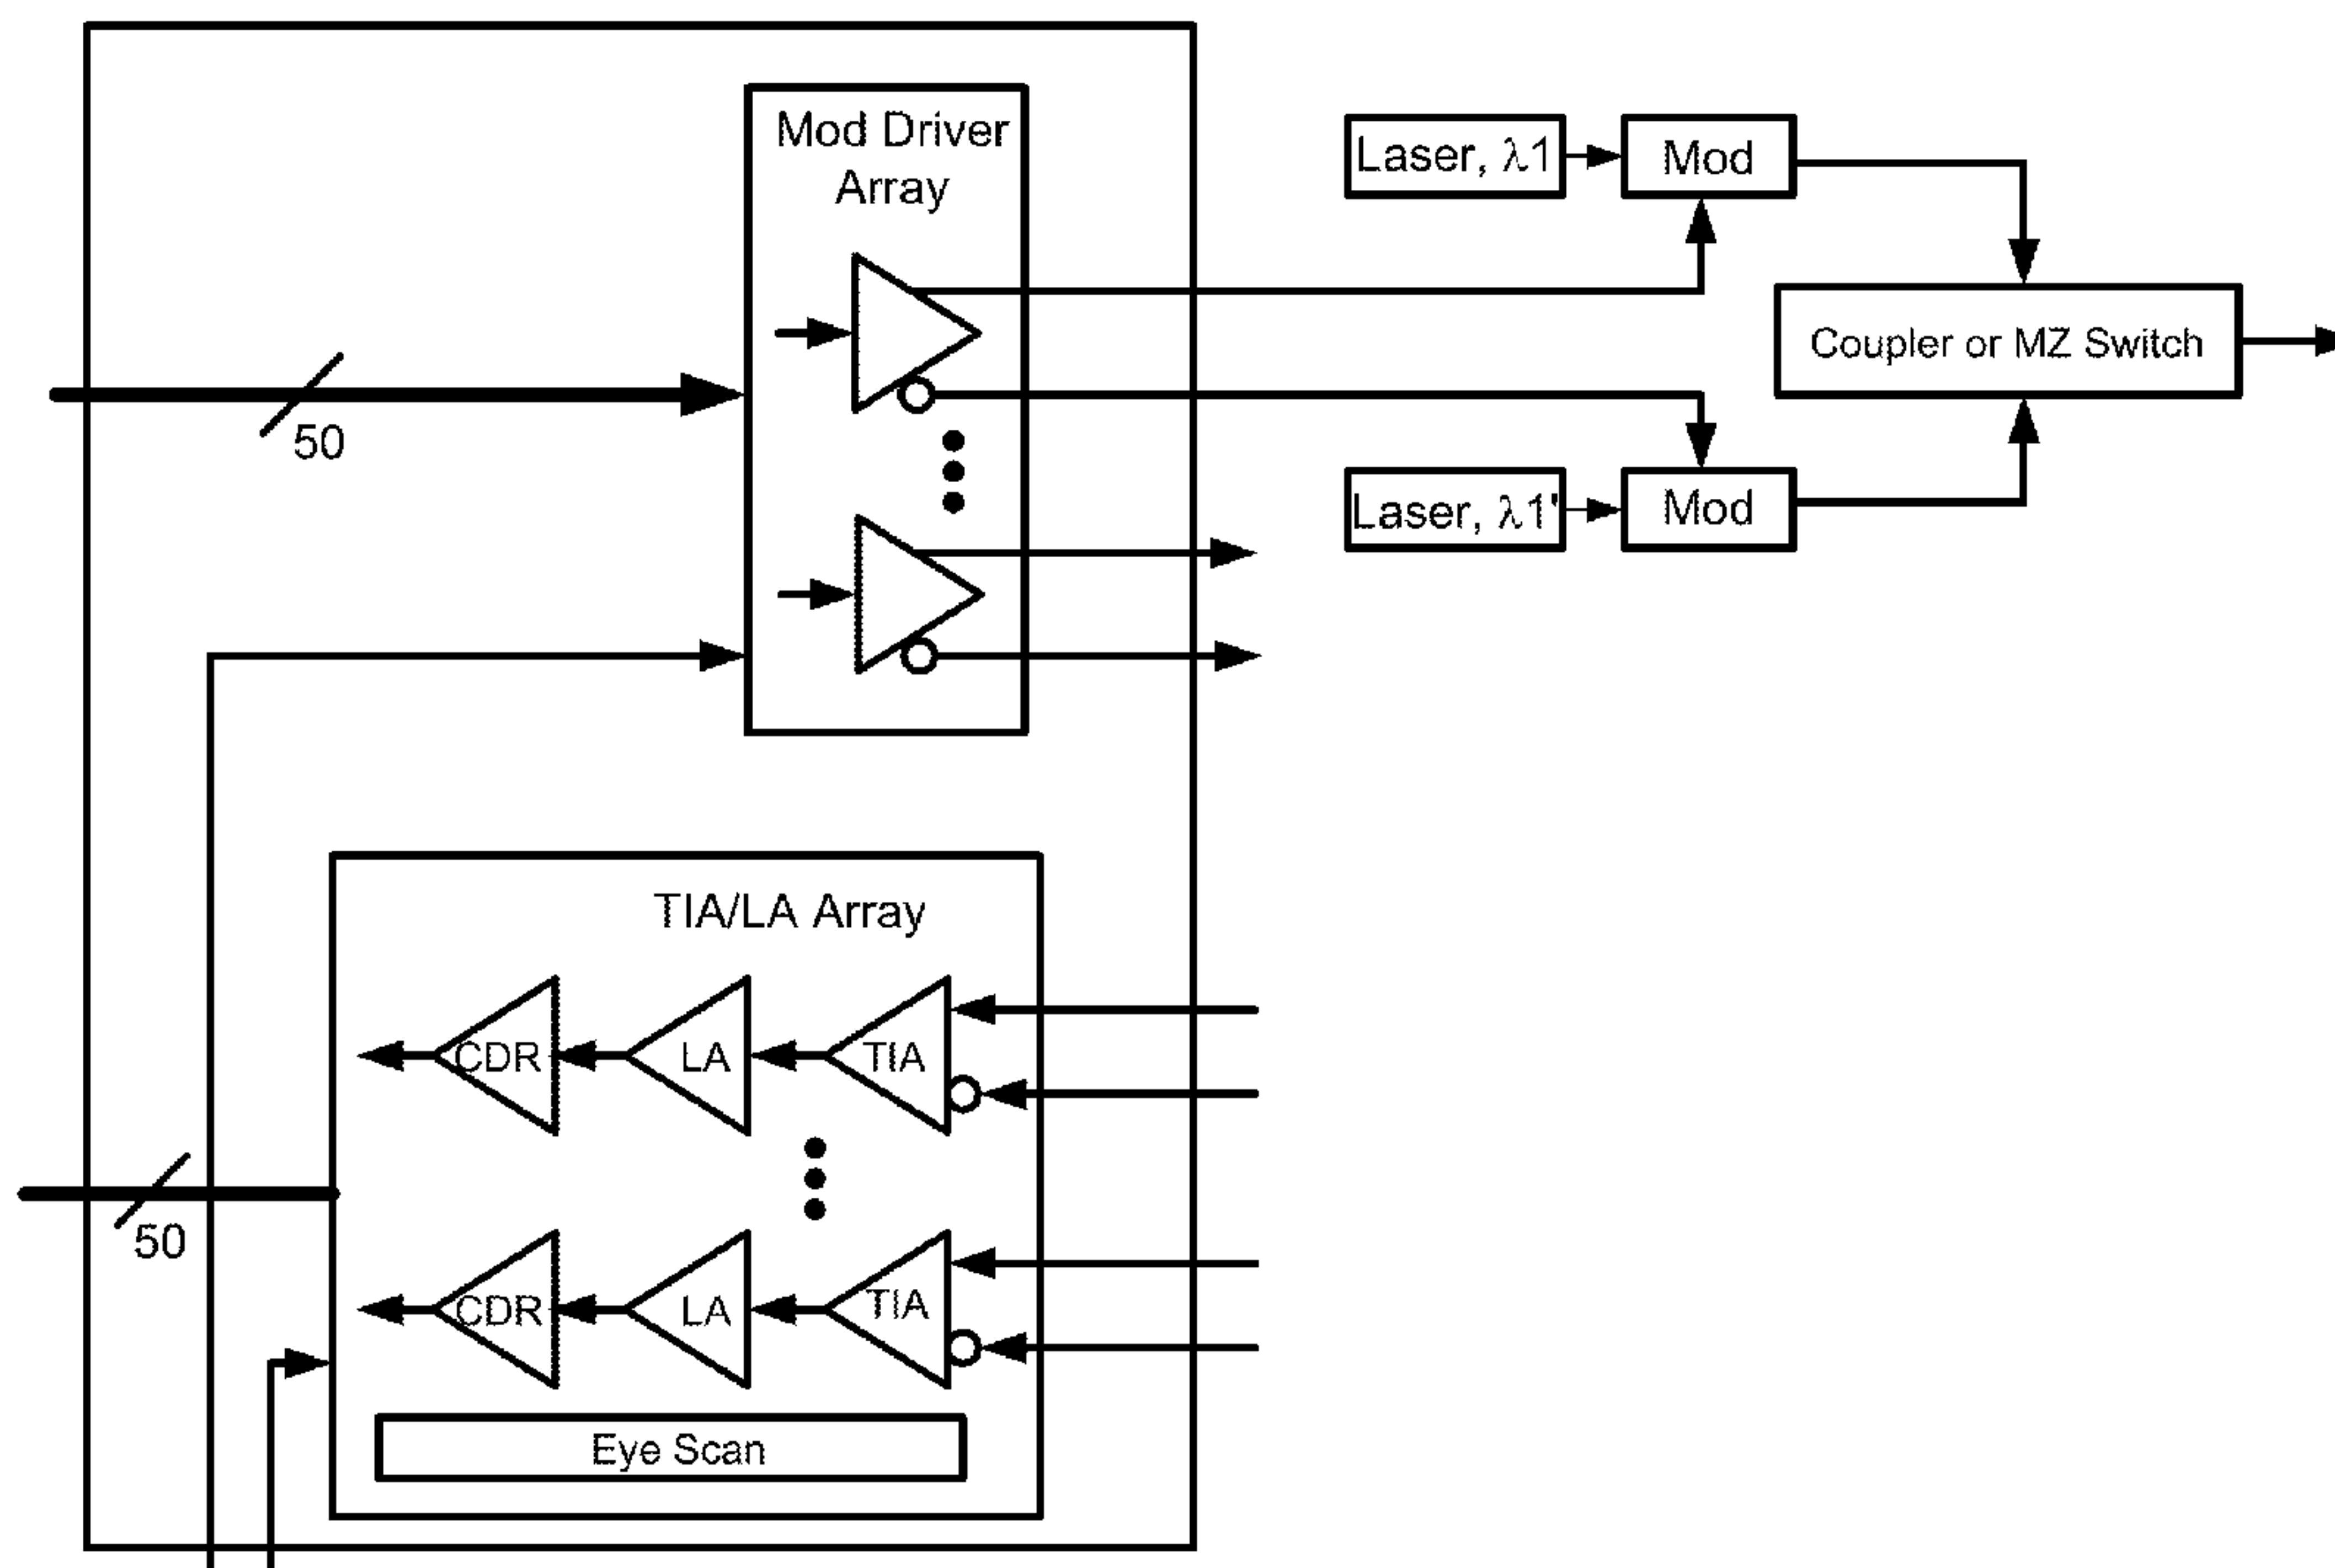 Mod Driver
Array
Laser, λ1
Mod
Coupler or MZ Switch
50
Laser, λ1'
Mod
TIA/LA Array
CDR
LA
TIA
50
CDR
LA
TIA
Eye Scan